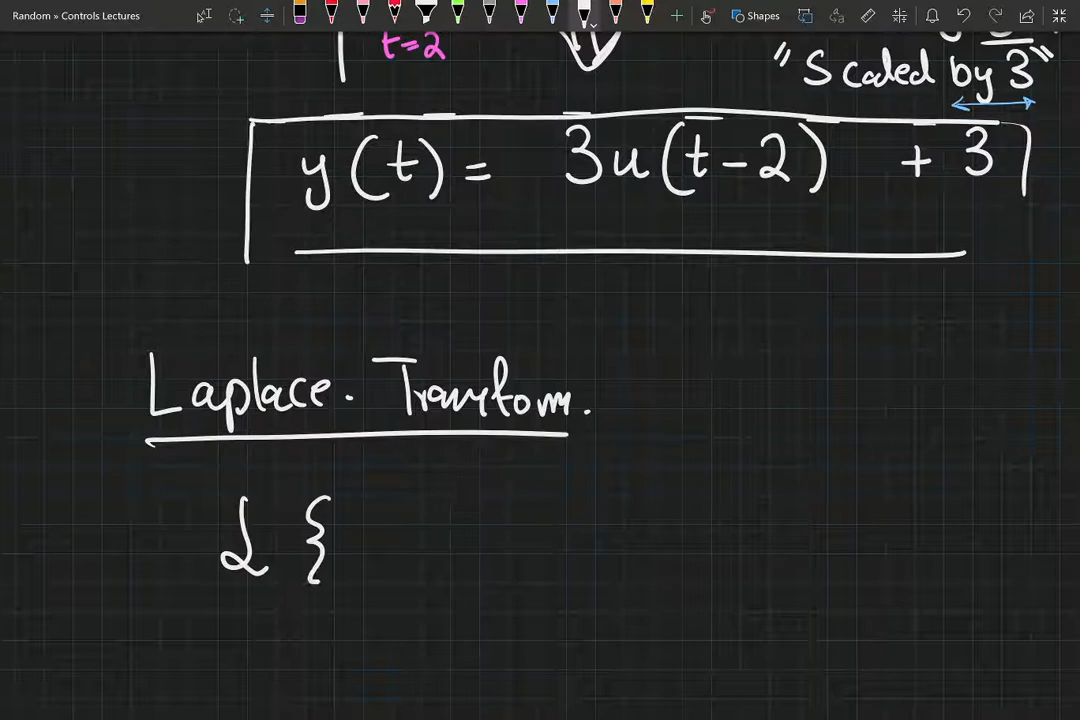 Random » Controls Lectures
Shapes
t=2
"Scaled by 3"
y(t) = 3u(t-2) + 3
Laplace. Transform.
ℒ {